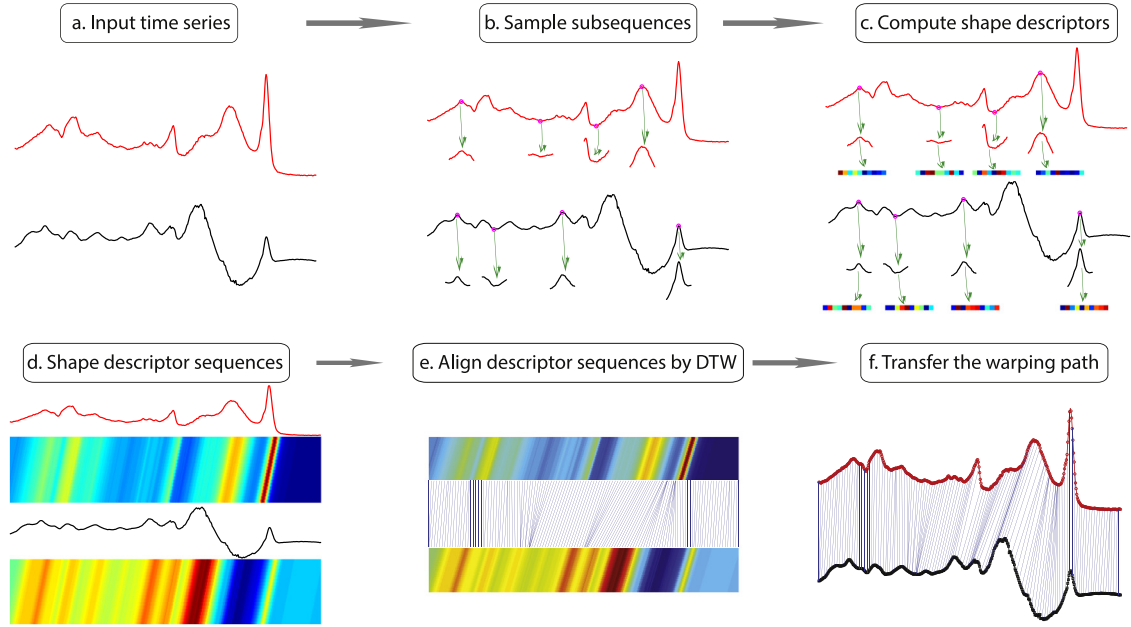 a. Input time series
b. Sample subsequences
c. Compute shape descriptors
d. Shape descriptor sequences
e. Align descriptor sequences by DTW
f. Transfer the warping path